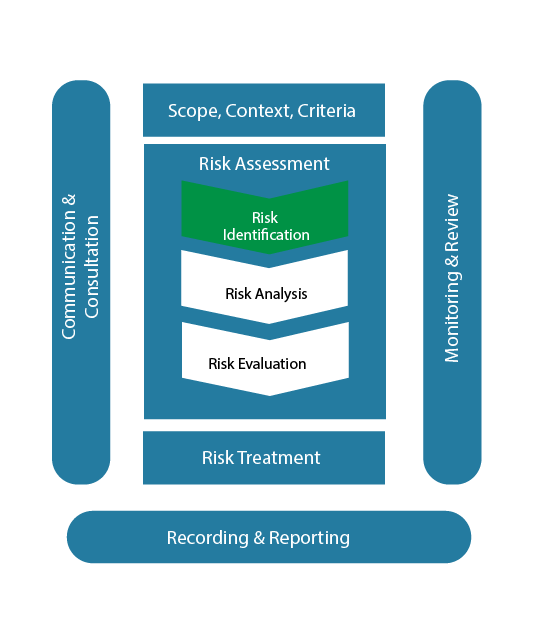 Scope, Context, Criteria
Communication &
Consultation
Risk Assessment
Risk
Identification
Risk Analysis
Risk Evaluation
Monitoring & Review
Risk Treatment
Recording & Reporting